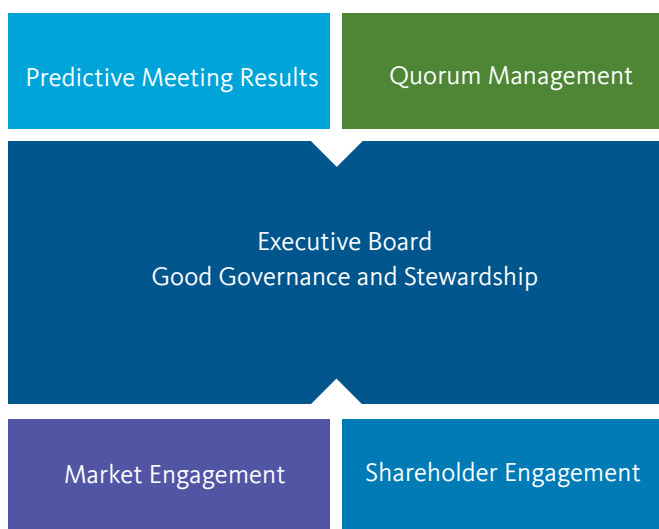 Predictive Meeting Results
Quorum Management
Executive Board
Good Governance and Stewardship
Market Engagement
Shareholder Engagement